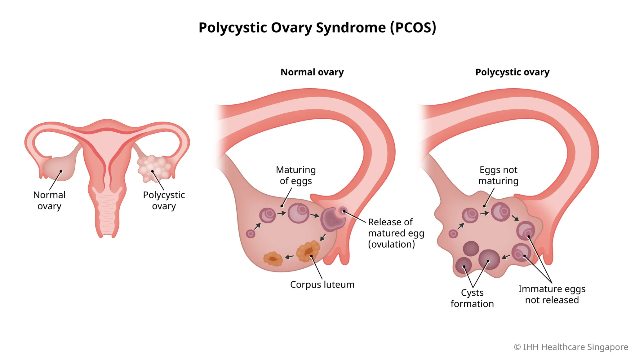 Polycystic Ovary Syndrome (PCOS)
Normal
ovary
Polycystic
ovary
Normal ovary
Maturing
of eggs
Release of
matured egg
(ovulation)
Corpus luteum
Polycystic ovary
Eggs not
maturing
Cysts
formation
Immature eggs
not released
© IHH Healthcare Singapore